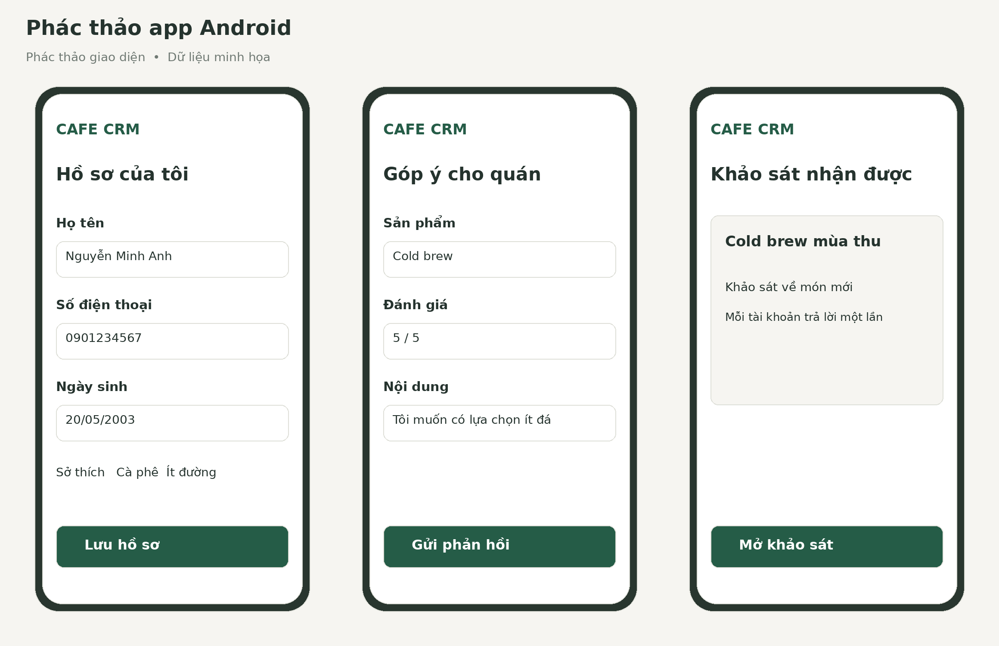 Phác thảo app Android
Phác thảo giao diện • Dữ liệu minh họa
CAFE CRM
Hồ sơ của tôi
Họ tên
Nguyễn Minh Anh
Số điện thoại
0901234567
Ngày sinh
20/05/2003
Sở thích Cà phê Ít đường
Lưu hồ sơ
CAFE CRM
Góp ý cho quán
Sản phẩm
Cold brew
Đánh giá
5 / 5
Nội dung
Tôi muốn có lựa chọn ít đá
Gửi phản hồi
CAFE CRM
Khảo sát nhận được
Cold brew mùa thu
Khảo sát về món mới
Mỗi tài khoản trả lời một lần
Mở khảo sát